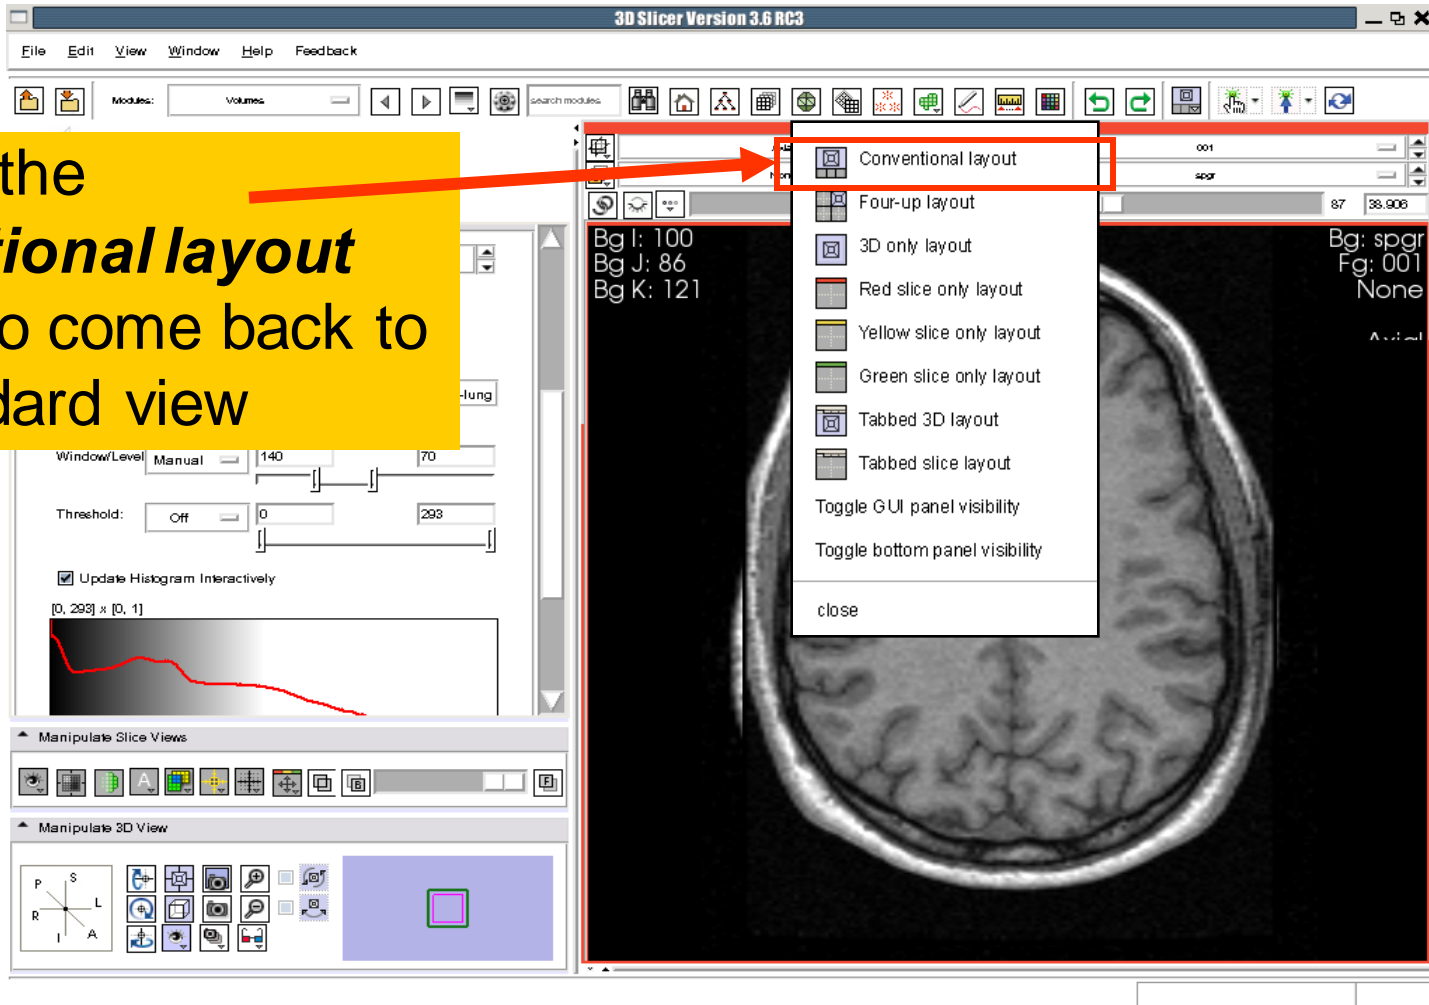 3D Slicer Version 3.6 RC3
File Edit View Window Help Feedback
Modules: Volumes search modules
the
tional layout
o come back to
dard view
001
spgr
87 38.906
Conventional layout
Four-up layout
3D only layout
Red slice only layout
Yellow slice only layout
Green slice only layout
Tabbed 3D layout
Tabbed slice layout
Toggle GUI panel visibility
Toggle bottom panel visibility
close
Bg I: 100
Bg J: 86
Bg K: 121
Bg: spgr
Fg: 001
None
Axial
-lung
Window/Level Manual 140 70
Threshold: Off 0 293
Update Histogram Interactively
[0, 293] x [0, 1]
Manipulate Slice Views
A B F
Manipulate 3D View
P S
R L
I A